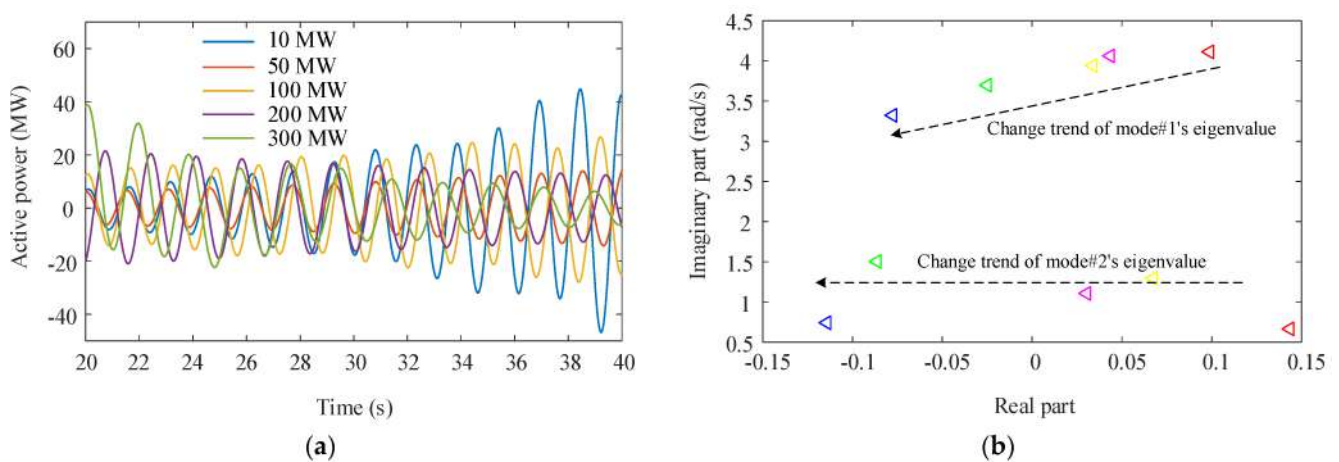 60
40
20
0
-20
-40
Active power (MW)
10 MW
50 MW
100 MW
200 MW
300 MW
20 22 24 26 28 30 32 34 36 38 40
Time (s)
(a)
4.5
4
3.5
3
2.5
2
1.5
1
0.5
Imaginary part (rad/s)
Change trend of mode#1's eigenvalue
Change trend of mode#2's eigenvalue
-0.15 -0.1 -0.05 0 0.05 0.1 0.15
Real part
(b)